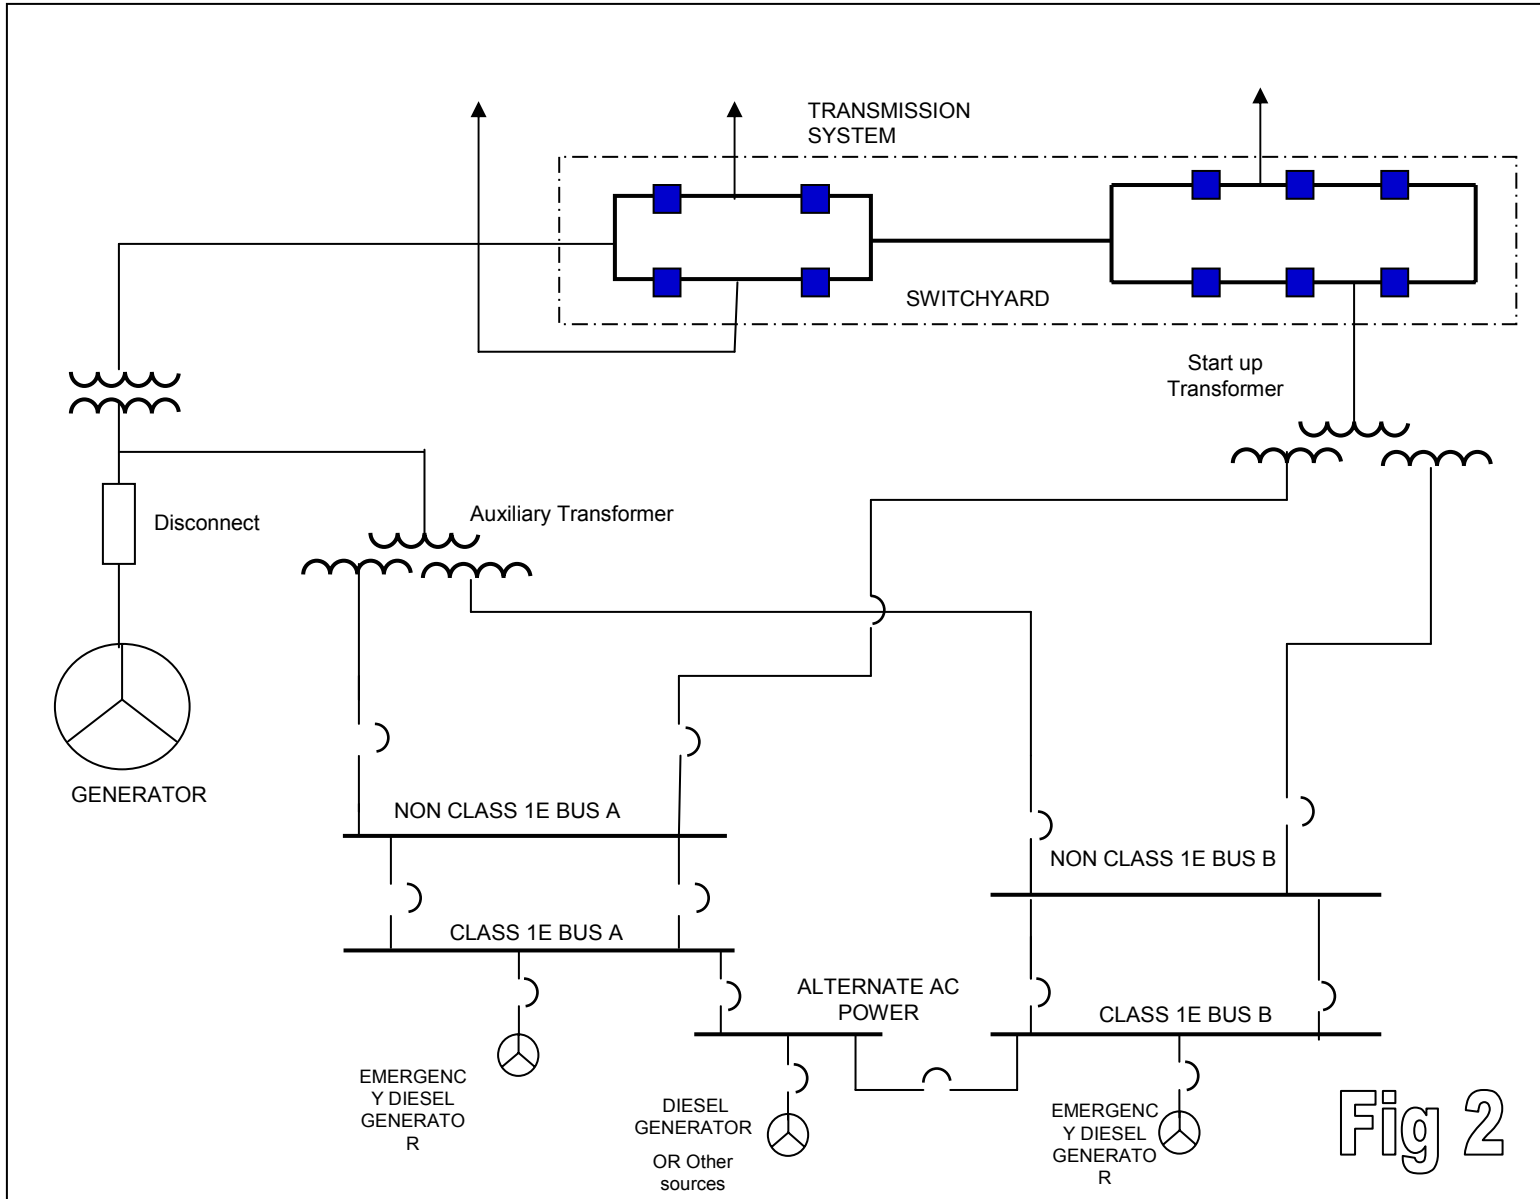 TRANSMISSION
SYSTEM
SWITCHYARD
Start up
Transformer
Disconnect
Auxiliary Transformer
GENERATOR
NON CLASS 1E BUS A
NON CLASS 1E BUS B
CLASS 1E BUS A
ALTERNATE AC
POWER
CLASS 1E BUS B
EMERGENC
Y DIESEL
GENERATO
R
DIESEL
GENERATOR
OR Other
sources
EMERGENC
Y DIESEL
GENERATO
R
Fig 2